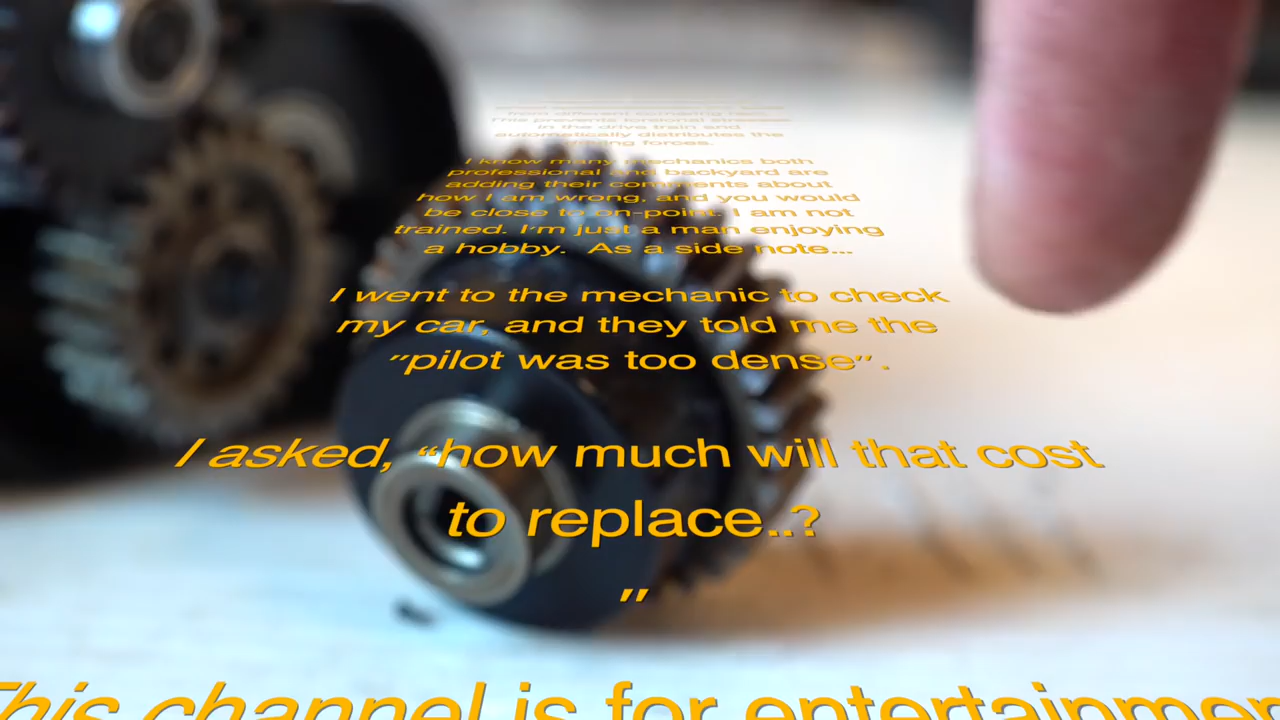 from different
This prevents torsional stresses
in the drive train and
automatically distributes the
driving forces.
I know many mechanics both
professional and backyard are
adding their comments about
how I am wrong, and you would
be close to on-point. I am not
trained. I'm just a man enjoying
a hobby.  As a side note...
I went to the mechanic to check
my car, and they told me the
"pilot was too dense".
I asked, “how much will that cost
to replace..?
"
This channel is for